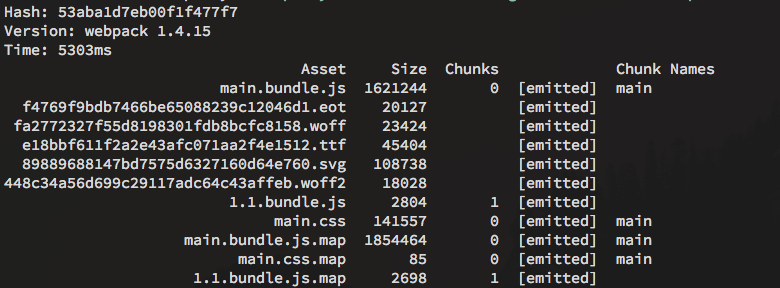 Hash: 53aba1d7eb00f1f477f7
Version: webpack 1.4.15
Time: 5303ms
Asset Size Chunks Chunk Names
main.bundle.js 1621244 0 [emitted] main
f4769f9bdb7466be65088239c12046d1.eot 20127 [emitted]
fa2772327f55d8198301fdb8bcfc8158.woff 23424 [emitted]
e18bbf611f2a2e43afc071aa2f4e1512.ttf 45404 [emitted]
89889688147bd7575d6327160d64e760.svg 108738 [emitted]
448c34a56d699c29117adc64c43affeb.woff2 18028 [emitted]
1.1.bundle.js 2804 1 [emitted]
main.css 141557 0 [emitted] main
main.bundle.js.map 1854464 0 [emitted] main
main.css.map 85 0 [emitted] main
1.1.bundle.js.map 2698 1 [emitted]